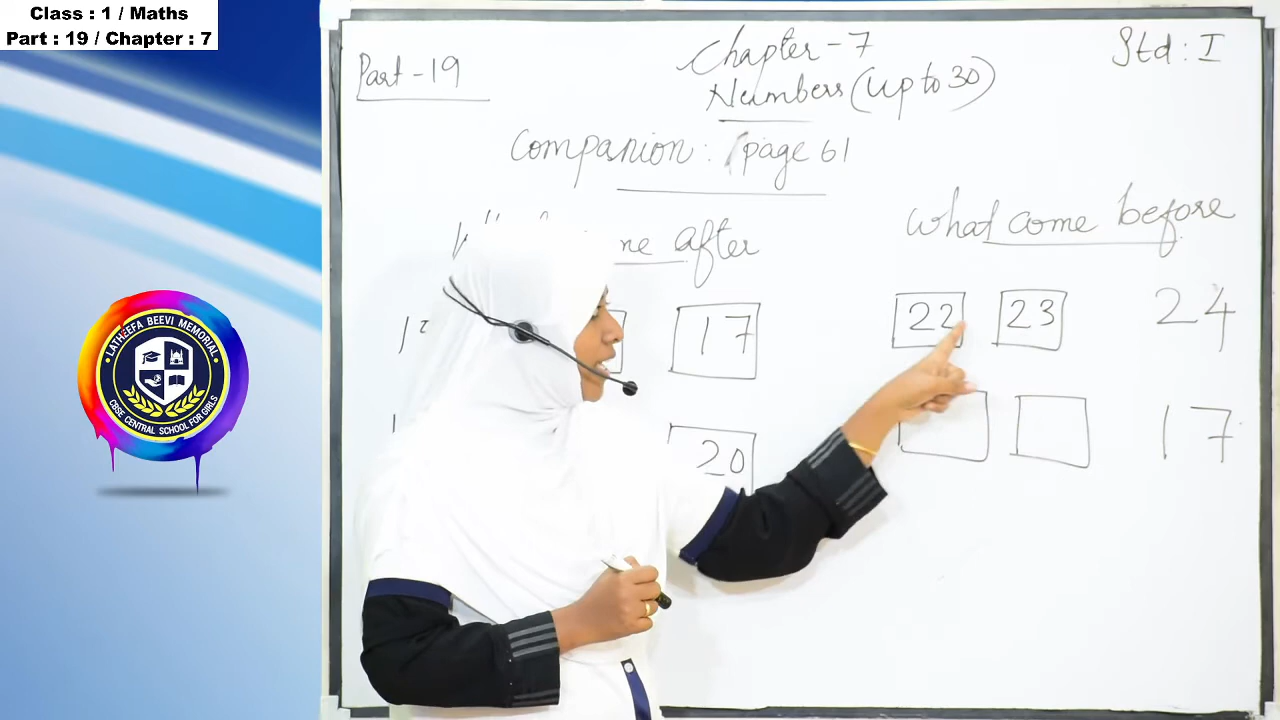 Class : 1 / Maths
Part : 19 / Chapter : 7
Part - 19
Chapter - 7
Std : I
Numbers (up to 30)
Companion : page 61
after
What come before
17
22 23 24
20
17
LATHEEFA BEEVI MEMORIAL
CBSE CENTRAL SCHOOL FOR GIRLS